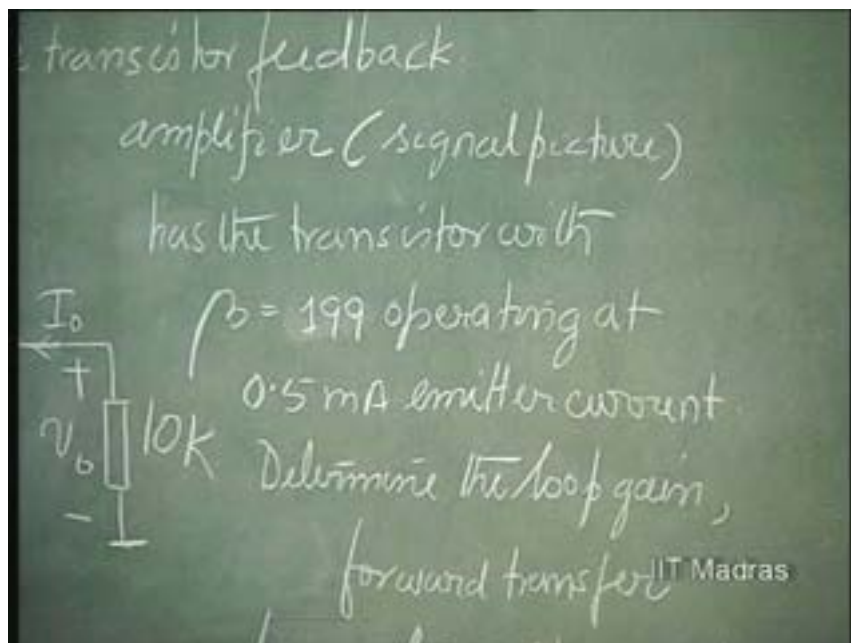 transistor feedback
amplifier (signal picture)
has the transistor with
I₀
β = 199 operating at
+
0.5 mA emitter current.
v₀ 10K
Determine the loop gain,
-
forward transfer
IIT Madras